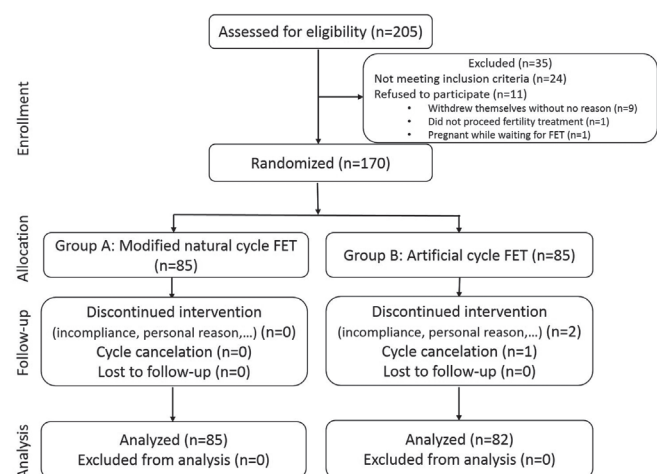 Assessed for eligibility (n=205)
Excluded (n=35)
Not meeting inclusion criteria (n=24)
Refused to participate (n=11)
• Withdrew themselves without no reason (n=9)
• Did not proceed fertility treatment (n=1)
• Pregnant while waiting for FET (n=1)
Enrollment
Randomized (n=170)
Allocation
Group A: Modified natural cycle FET
(n=85)
Group B: Artificial cycle FET (n=85)
Follow-up
Discontinued intervention
(incompliance, personal reason,...) (n=0)
Cycle cancelation (n=0)
Lost to follow-up (n=0)
Discontinued intervention
(incompliance, personal reason,...) (n=2)
Cycle cancelation (n=1)
Lost to follow-up (n=0)
Analysis
Analyzed (n=85)
Excluded from analysis (n=0)
Analyzed (n=82)
Excluded from analysis (n=0)